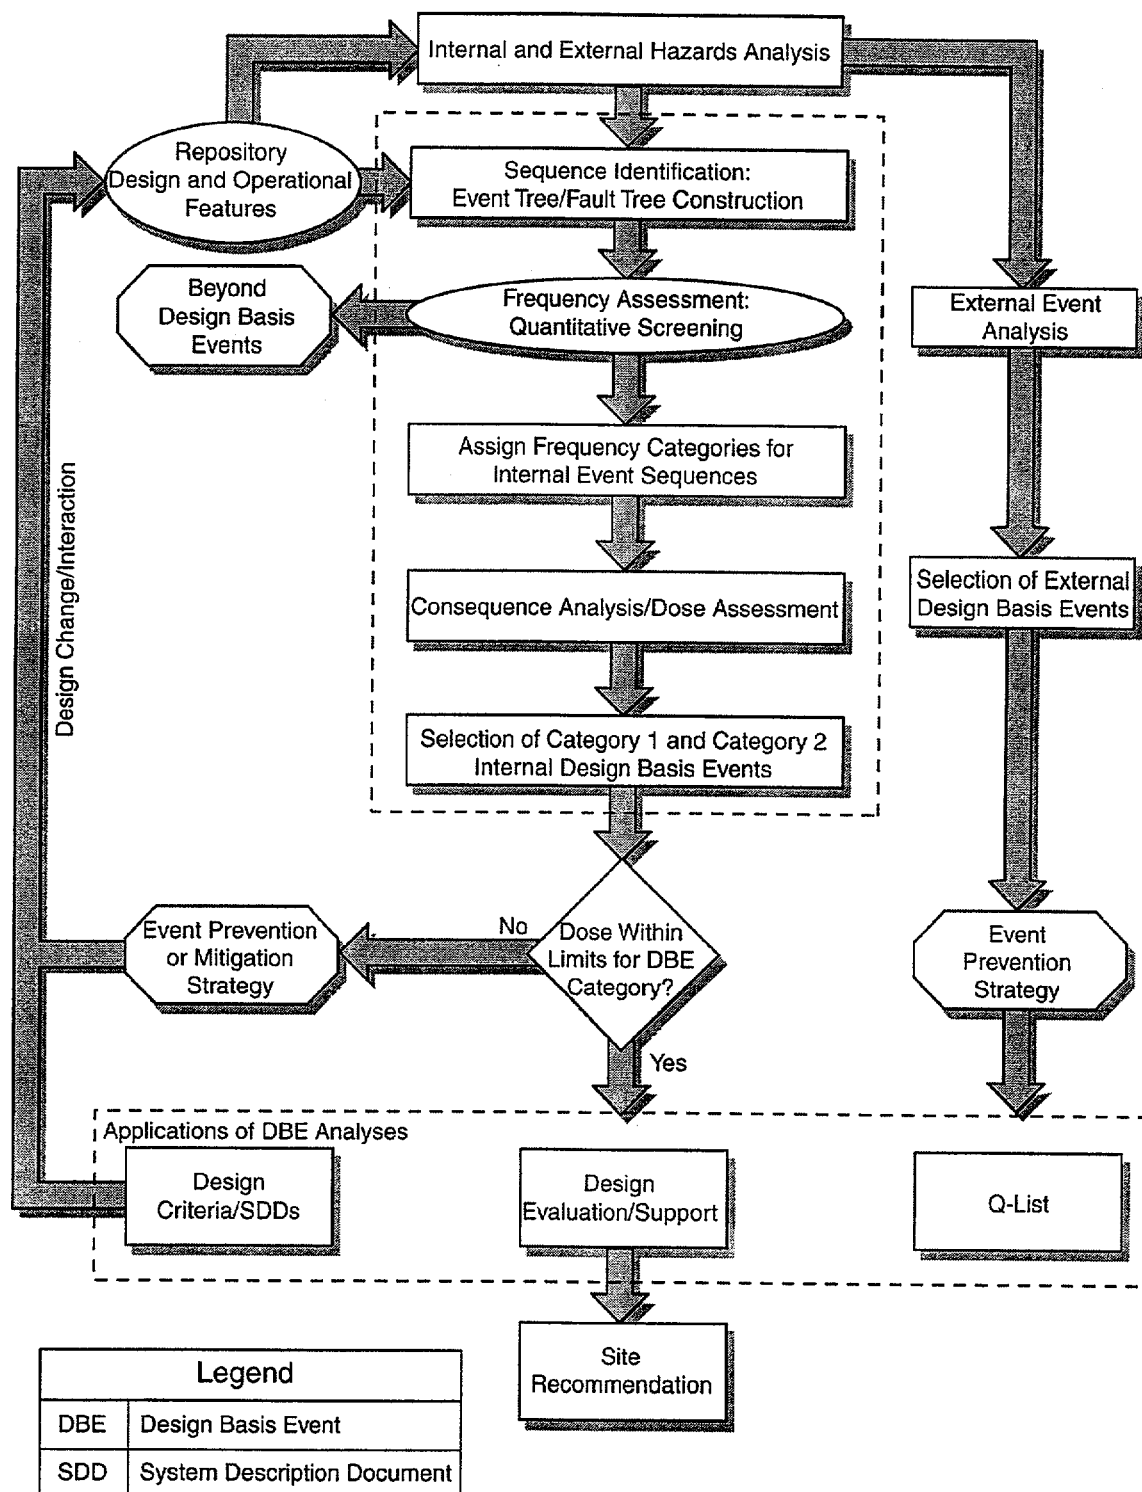 Internal and External Hazards Analysis
Repository
Design and Operational
Features
Sequence Identification:
Event Tree/Fault Tree Construction
Beyond
Design Basis
Events
Frequency Assessment:
Quantitative Screening
External Event
Analysis
Assign Frequency Categories for
Internal Event Sequences
Design Change/Interaction
Consequence Analysis/Dose Assessment
Selection of External
Design Basis Events
Selection of Category 1 and Category 2
Internal Design Basis Events
Event Prevention
or Mitigation
Strategy
No
Dose Within
Limits for DBE
Category?
Event
Prevention
Strategy
Yes
Applications of DBE Analyses
Design
Criteria/SDDs
Design
Evaluation/Support
Q-List
Site
Recommendation
Legend
DBE Design Basis Event
SDD System Description Document